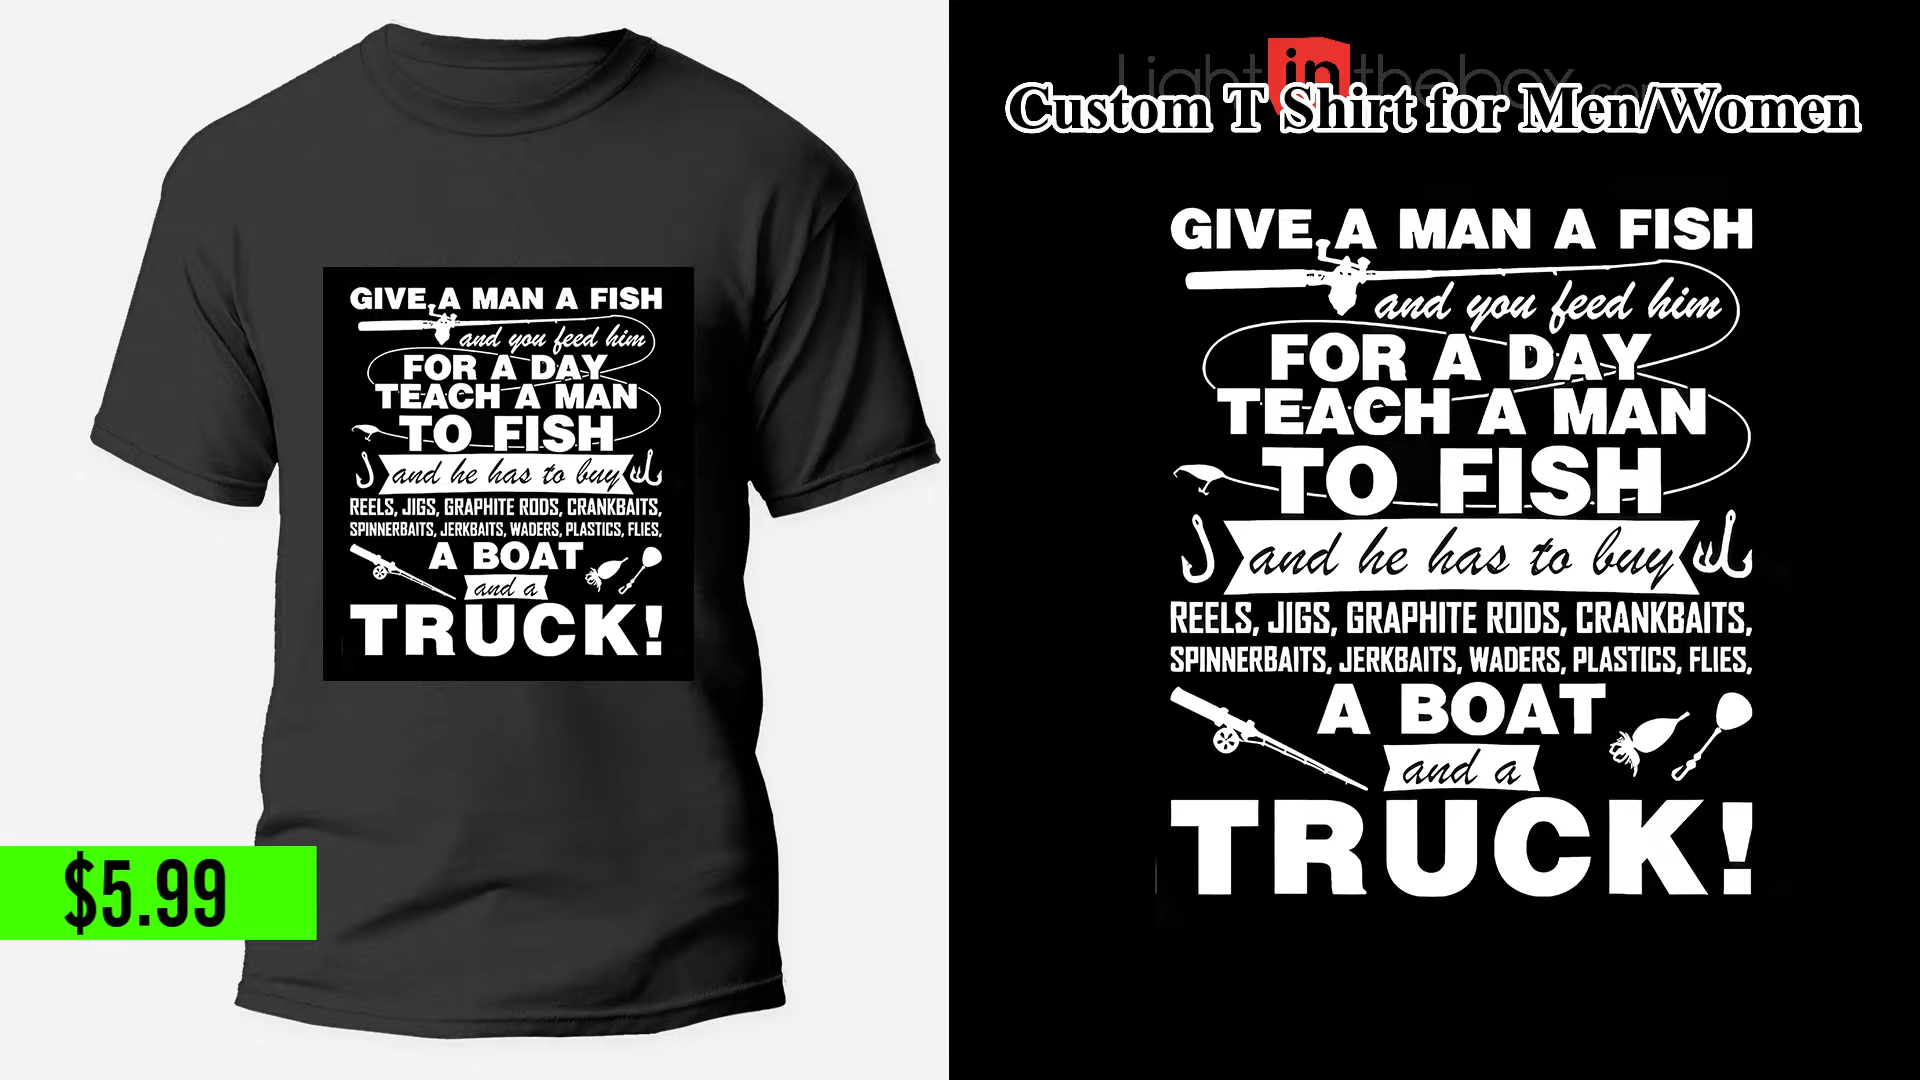 GIVE A MAN A FISH
and you feed him
FOR A DAY
TEACH A MAN
TO FISH
and he has to buy
REELS, JIGS, GRAPHITE RODS, CRANKBAITS,
SPINNERBAITS, JERKBAITS, WADERS, PLASTICS, FLIES,
A BOAT
and a
TRUCK!
$5.99
Lightinthebox.com
Custom T Shirt for Men/Women
GIVE A MAN A FISH
and you feed him
FOR A DAY
TEACH A MAN
TO FISH
and he has to buy
REELS, JIGS, GRAPHITE RODS, CRANKBAITS,
SPINNERBAITS, JERKBAITS, WADERS, PLASTICS, FLIES,
A BOAT
and a
TRUCK!